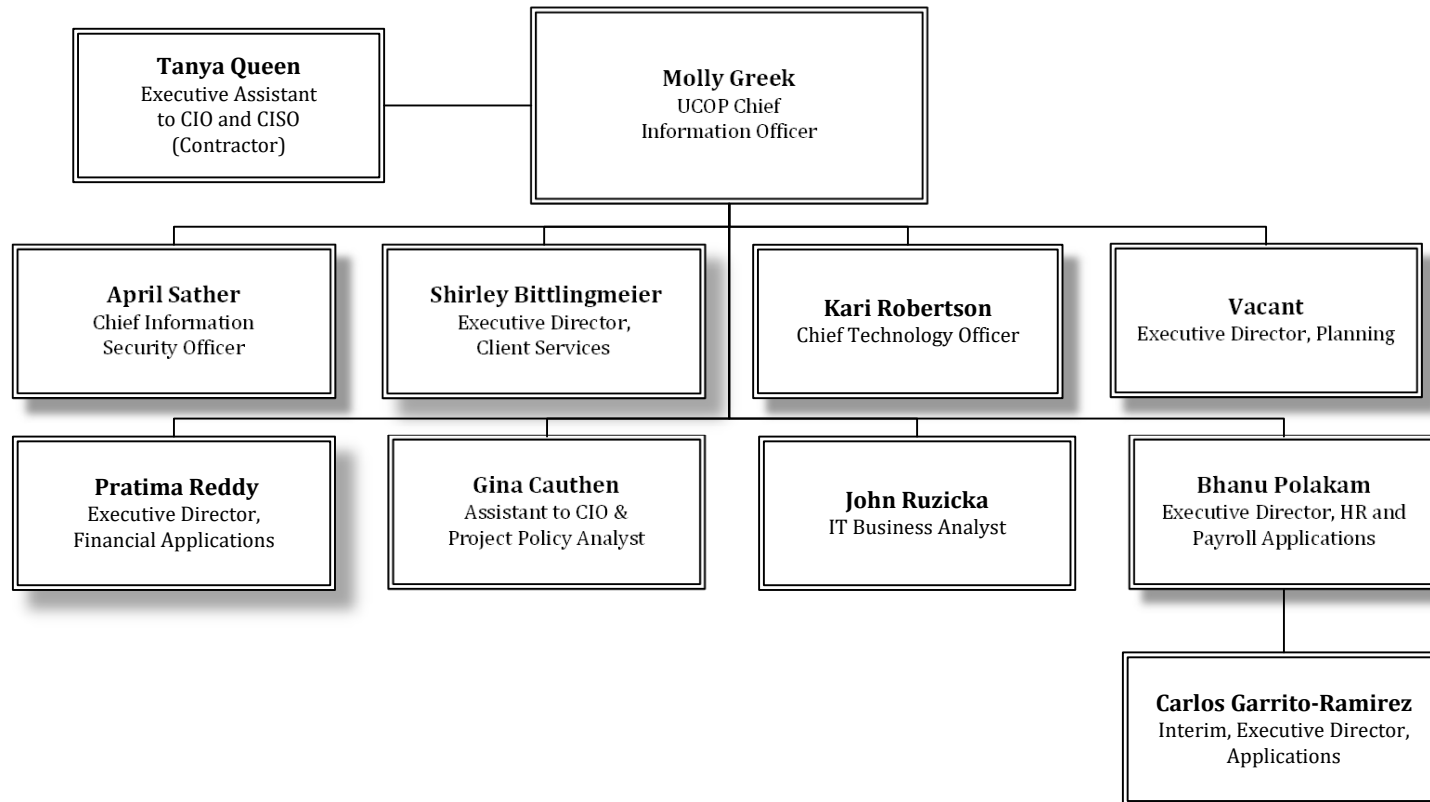 Tanya Queen
Executive Assistant
to CIO and CISO
(Contractor)
Molly Greek
UCOP Chief
Information Officer
April Sather
Chief Information
Security Officer
Shirley Bittlingmeier
Executive Director,
Client Services
Kari Robertson
Chief Technology Officer
Vacant
Executive Director, Planning
Pratima Reddy
Executive Director,
Financial Applications
Gina Cauthen
Assistant to CIO &
Project Policy Analyst
John Ruzicka
IT Business Analyst
Bhanu Polakam
Executive Director, HR and
Payroll Applications
Carlos Garrito-Ramirez
Interim, Executive Director,
Applications